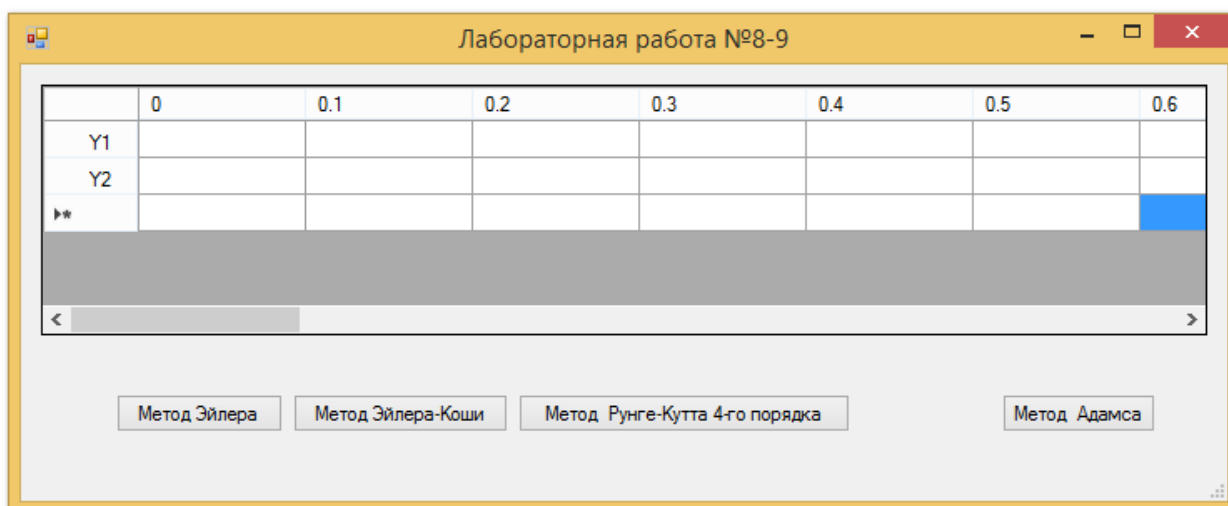 Лабораторная работа №8-9
0 0.1 0.2 0.3 0.4 0.5 0.6
Y1
Y2
Метод Эйлера Метод Эйлера-Коши Метод Рунге-Кутта 4-го порядка Метод Адамса